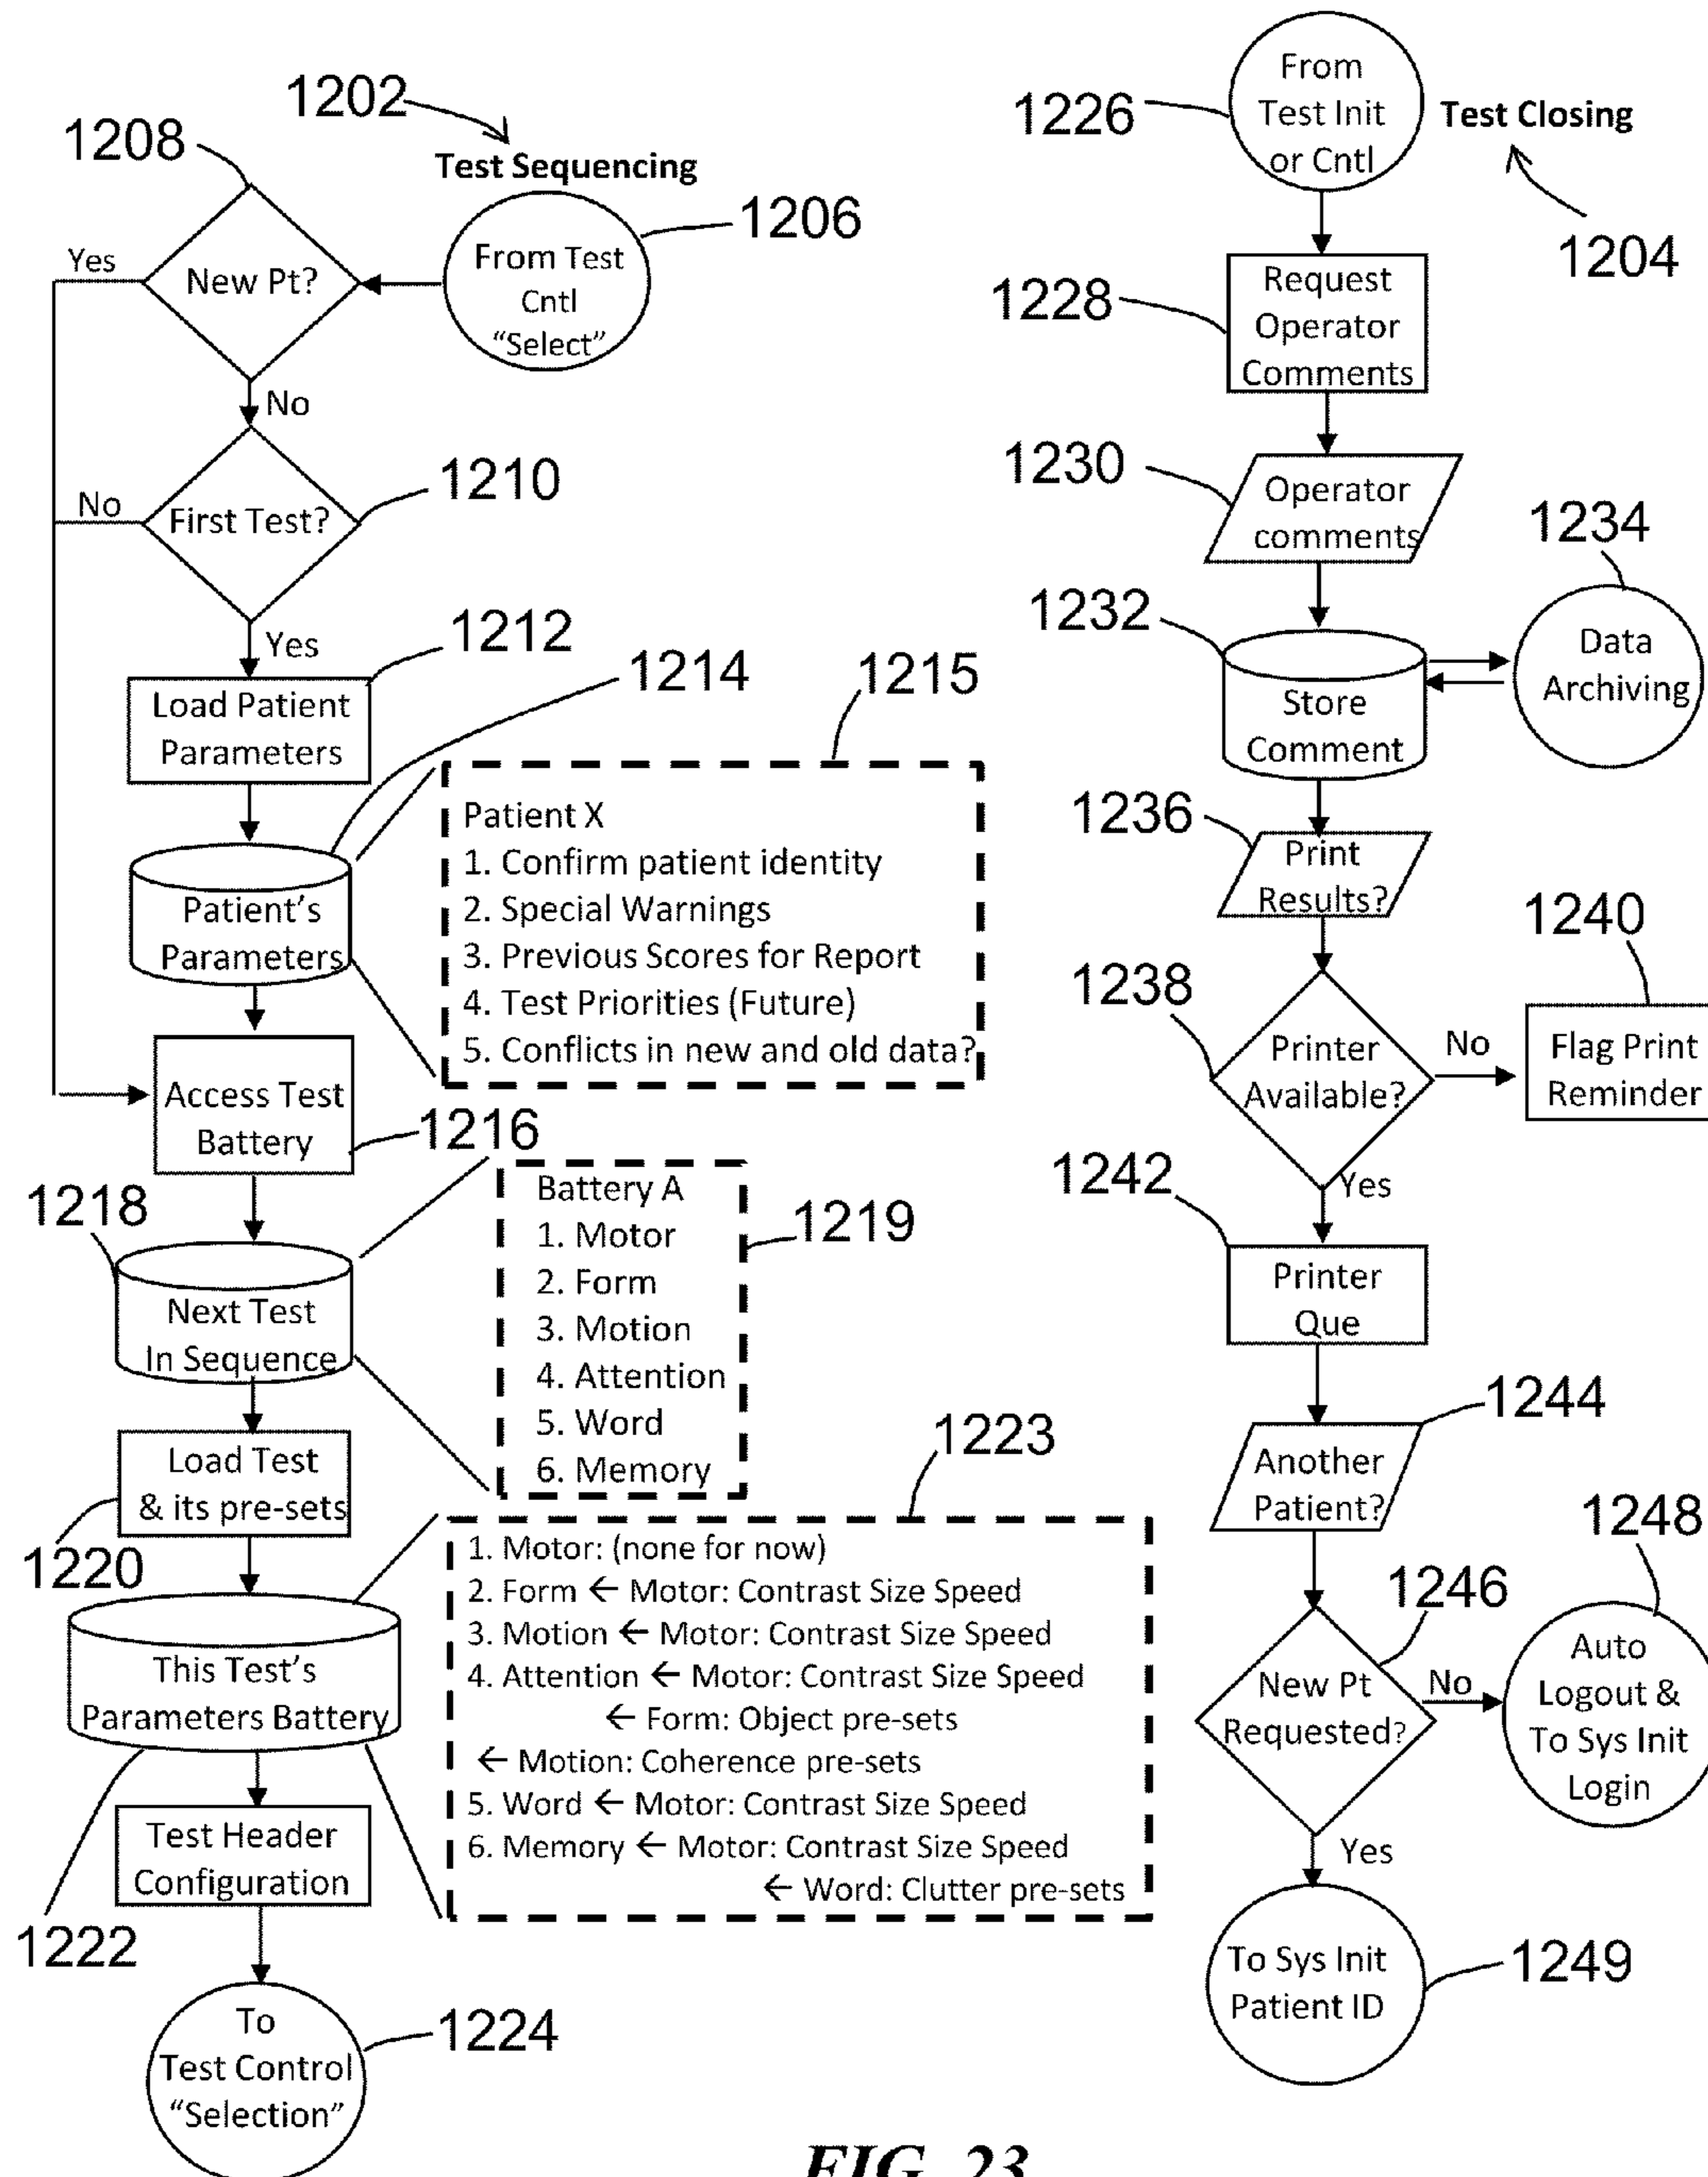 1202
1208
Test Sequencing
1206
From Test
Cntl
“Select”
New Pt?
Yes
No
1210
First Test?
No
Yes
1212
Load Patient
Parameters
1214
1215
Patient’s
Parameters
Patient X
1. Confirm patient identity
2. Special Warnings
3. Previous Scores for Report
4. Test Priorities (Future)
5. Conflicts in new and old data?
Access Test
Battery
1216
1218
Next Test
In Sequence
Battery A
1. Motor
2. Form
3. Motion
4. Attention
5. Word
6. Memory
1219
Load Test
& its pre-sets
1220
1223
This Test’s
Parameters Battery
1. Motor: (none for now)
2. Form ← Motor: Contrast Size Speed
3. Motion ← Motor: Contrast Size Speed
4. Attention ← Motor: Contrast Size Speed
← Form: Object pre-sets
← Motion: Coherence pre-sets
5. Word ← Motor: Contrast Size Speed
6. Memory ← Motor: Contrast Size Speed
← Word: Clutter pre-sets
1222
Test Header
Configuration
To
Test Control
“Selection”
1224
1226
From
Test Init
or Cntl
Test Closing
1204
1228
Request
Operator
Comments
1230
Operator
comments
1232
Store
Comment
1234
Data
Archiving
1236
Print
Results?
1238
Printer
Available?
No
Yes
1240
Flag Print
Reminder
1242
Printer
Que
1244
Another
Patient?
1246
New Pt
Requested?
No
Yes
1248
Auto
Logout &
To Sys Init
Login
To Sys Init
Patient ID
1249
FIG. 23